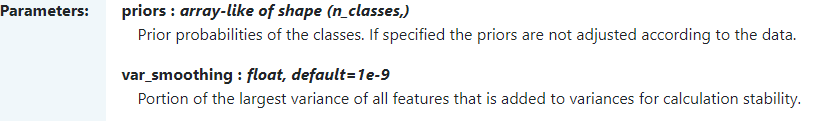 Parameters: priors : array-like of shape (n_classes,)
Prior probabilities of the classes. If specified the priors are not adjusted according to the data.
var_smoothing : float, default=1e-9
Portion of the largest variance of all features that is added to variances for calculation stability.